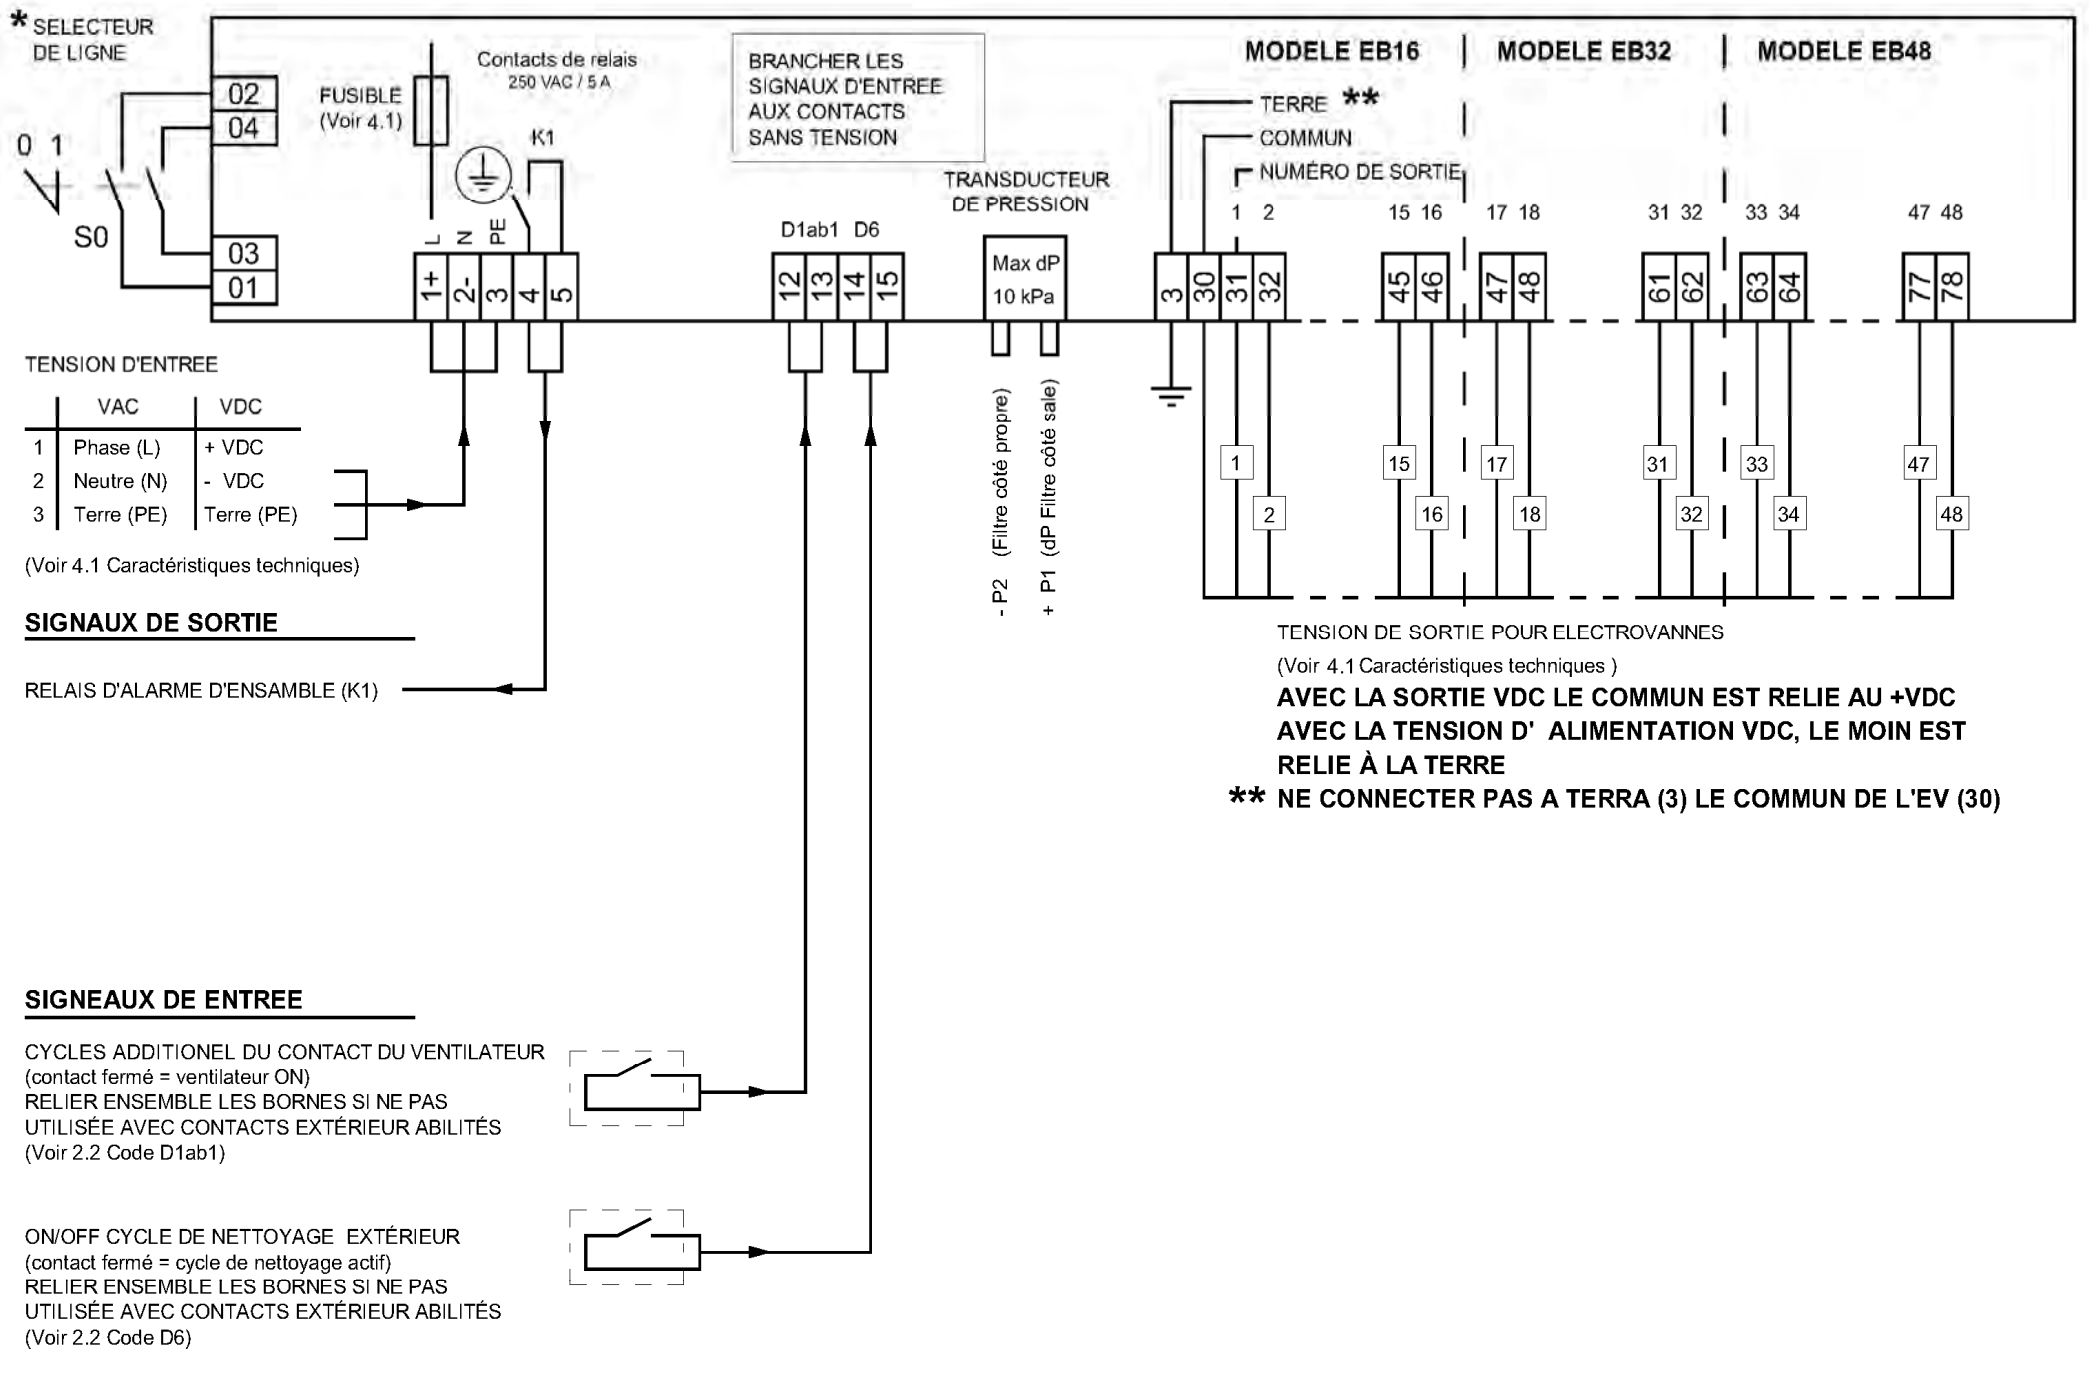 * SELECTEUR
DE LIGNE
0 1
S0
02
04
03
01
FUSIBLE
(Voir 4.1)
Contacts de relais
250 VAC / 5 A
K1
L
N
PE
1+
2-
3
4
5
BRANCHER LES
SIGNAUX D'ENTREE
AUX CONTACTS
SANS TENSION
D1ab1 D6
12
13
14
15
TRANSDUCTEUR
DE PRESSION
Max dP
10 kPa
- P2 (Filtre côté propre)
+ P1 (dP Filtre côté sale)
MODELE EB16
MODELE EB32
MODELE EB48
TERRE **
COMMUN
NUMÉRO DE SORTIE
1 2 15 16 17 18 31 32 33 34 47 48
3 30 31 32 45 46 47 48 61 62 63 64 77 78
1 15 17 31 33 47
2 16 18 32 34 48
TENSION D'ENTREE
VAC VDC
1 Phase (L) + VDC
2 Neutre (N) - VDC
3 Terre (PE) Terre (PE)
(Voir 4.1 Caractéristiques techniques)
SIGNAUX DE SORTIE
RELAIS D'ALARME D'ENSAMBLE (K1)
TENSION DE SORTIE POUR ELECTROVANNES
(Voir 4.1 Caractéristiques techniques )
AVEC LA SORTIE VDC LE COMMUN EST RELIE AU +VDC
AVEC LA TENSION D' ALIMENTATION VDC, LE MOIN EST
RELIE À LA TERRE
** NE CONNECTER PAS A TERRA (3) LE COMMUN DE L'EV (30)
SIGNEAUX DE ENTREE
CYCLES ADDITIONEL DU CONTACT DU VENTILATEUR
(contact fermé = ventilateur ON)
RELIER ENSEMBLE LES BORNES SI NE PAS
UTILISÉE AVEC CONTACTS EXTÉRIEUR ABILITÉS
(Voir 2.2 Code D1ab1)
ON/OFF CYCLE DE NETTOYAGE EXTÉRIEUR
(contact fermé = cycle de nettoyage actif)
RELIER ENSEMBLE LES BORNES SI NE PAS
UTILISÉE AVEC CONTACTS EXTÉRIEUR ABILITÉS
(Voir 2.2 Code D6)